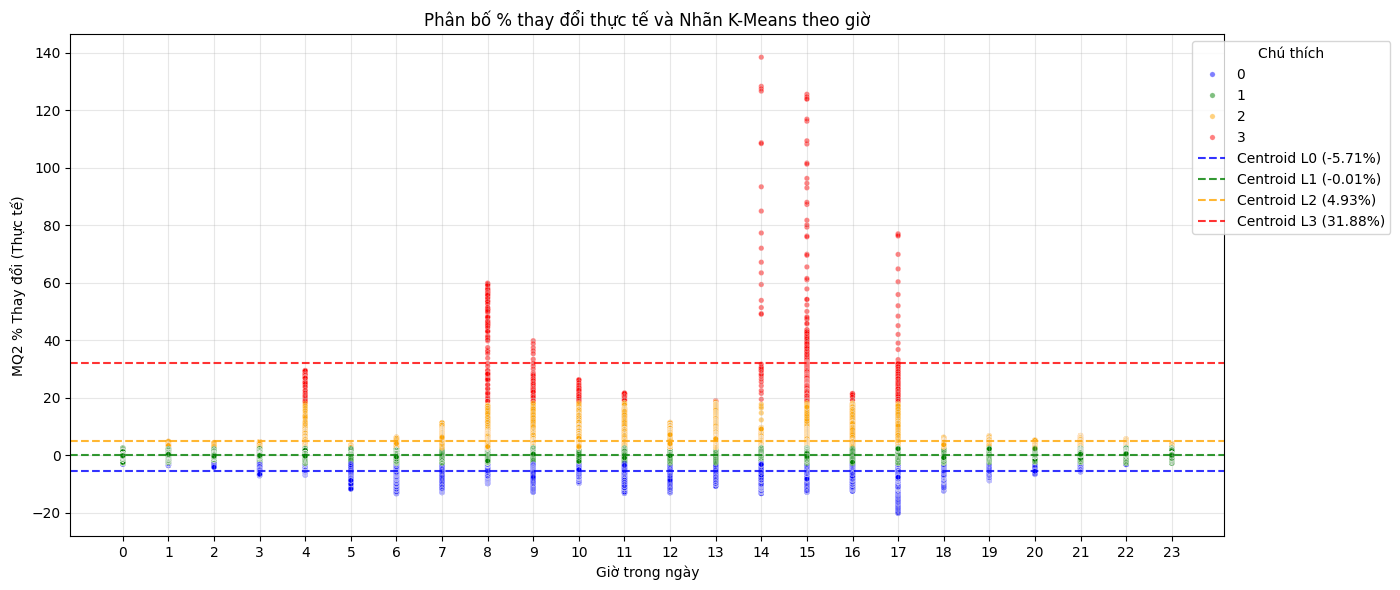 Phân bố % thay đổi thực tế và Nhãn K-Means theo giờ
MQ2 % Thay đổi (Thực tế)
140
120
100
80
60
40
20
0
−20
0 1 2 3 4 5 6 7 8 9 10 11 12 13 14 15 16 17 18 19 20 21 22 23
Giờ trong ngày
Chú thích
0
1
2
3
Centroid L0 (-5.71%)
Centroid L1 (-0.01%)
Centroid L2 (4.93%)
Centroid L3 (31.88%)